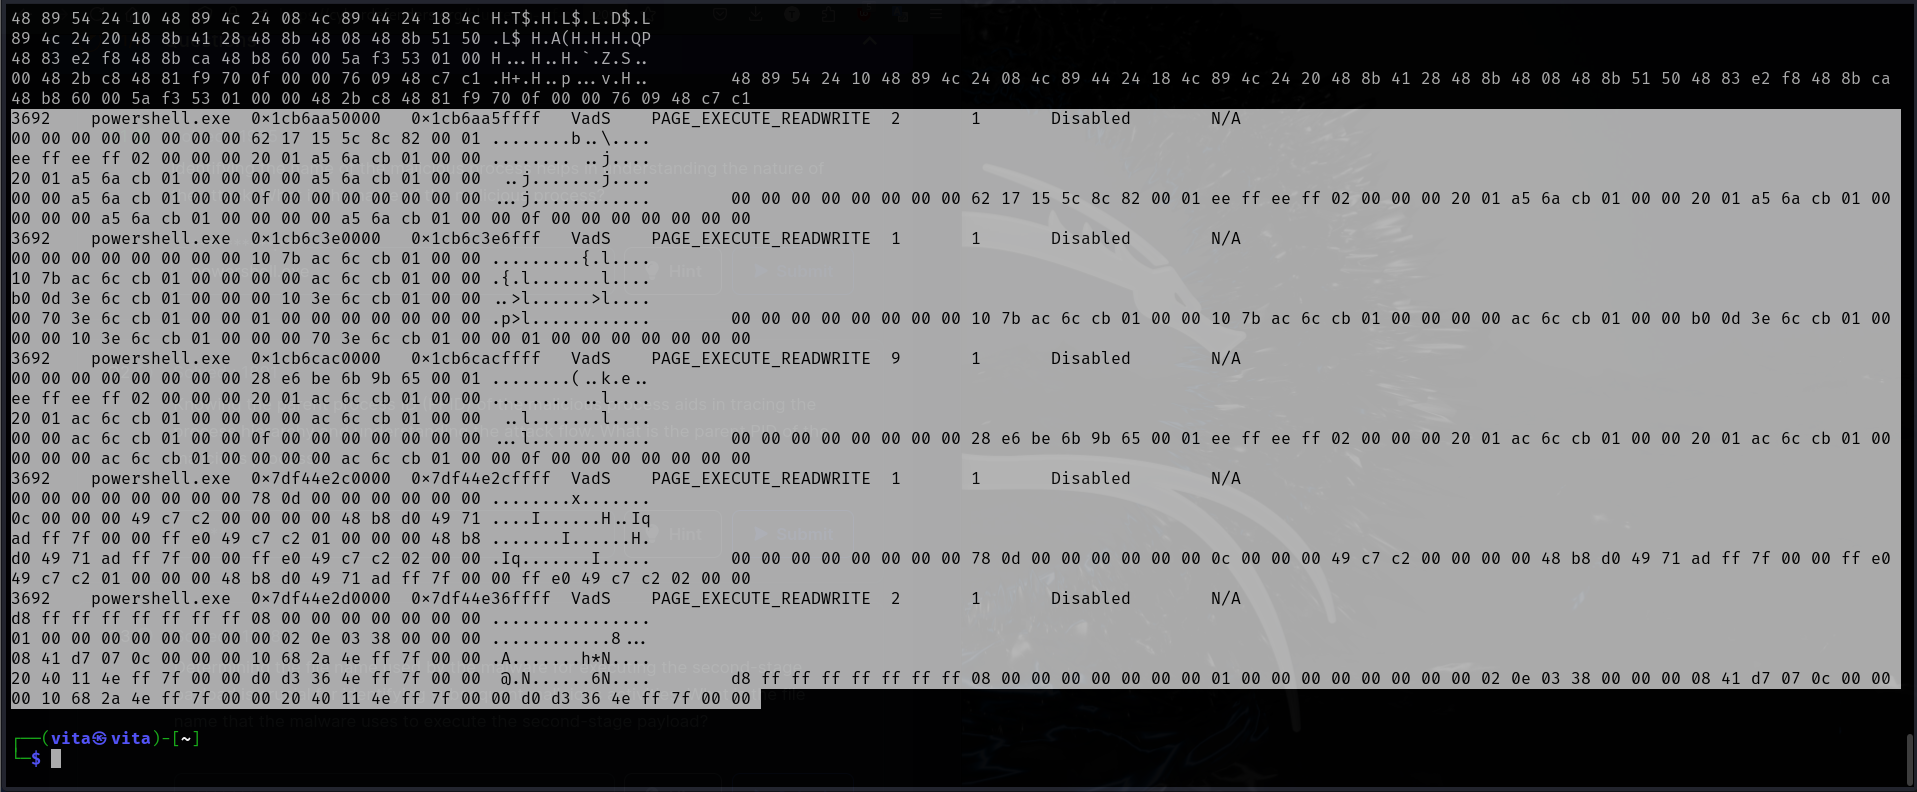 48 89 54 24 10 48 89 4c 24 08 4c 89 44 24 18 4c H.T$.H.L$.L.D$.L
89 4c 24 20 48 8b 41 28 48 8b 48 08 48 8b 51 50 .L$ H.A(H.H.H.QP
48 83 e2 f8 48 8b ca 48 b8 60 00 5a f3 53 01 00 H...H..H.`.Z.S..
00 48 2b c8 48 81 f9 70 0f 00 00 76 09 48 c7 c1 .H+.H..p...v.H..        48 89 54 24 10 48 89 4c 24 08 4c 89 44 24 18 4c 89 4c 24 20 48 8b 41 28 48 8b 48 08 48 8b 51 50 48 83 e2 f8 48 8b ca
48 b8 60 00 5a f3 53 01 00 00 48 2b c8 48 81 f9 70 0f 00 00 76 09 48 c7 c1
3692    powershell.exe  0×1cb6aa50000   0×1cb6aa5ffff   VadS    PAGE_EXECUTE_READWRITE  2       1       Disabled        N/A
00 00 00 00 00 00 00 00 62 17 15 5c 8c 82 00 01 ........b..\....
ee ff ee ff 02 00 00 00 20 01 a5 6a cb 01 00 00 ........ ..j....
20 01 a5 6a cb 01 00 00 00 00 a5 6a cb 01 00 00  ..j.......j....
00 00 a5 6a cb 01 00 00 0f 00 00 00 00 00 00 00 ...j............        00 00 00 00 00 00 00 00 62 17 15 5c 8c 82 00 01 ee ff ee ff 02 00 00 00 20 01 a5 6a cb 01 00 00 20 01 a5 6a cb 01 00
00 00 00 a5 6a cb 01 00 00 00 00 a5 6a cb 01 00 00 0f 00 00 00 00 00 00 00
3692    powershell.exe  0×1cb6c3e0000   0×1cb6c3e6fff   VadS    PAGE_EXECUTE_READWRITE  1       1       Disabled        N/A
00 00 00 00 00 00 00 00 10 7b ac 6c cb 01 00 00 .........{.l....
10 7b ac 6c cb 01 00 00 00 00 ac 6c cb 01 00 00 .{.l.......l....
b0 0d 3e 6c cb 01 00 00 00 10 3e 6c cb 01 00 00 ..>l......>l....
00 70 3e 6c cb 01 00 00 01 00 00 00 00 00 00 00 .p>l............        00 00 00 00 00 00 00 00 10 7b ac 6c cb 01 00 00 10 7b ac 6c cb 01 00 00 00 00 ac 6c cb 01 00 00 b0 0d 3e 6c cb 01 00
00 00 10 3e 6c cb 01 00 00 00 70 3e 6c cb 01 00 00 01 00 00 00 00 00 00 00
3692    powershell.exe  0×1cb6cac0000   0×1cb6cacffff   VadS    PAGE_EXECUTE_READWRITE  9       1       Disabled        N/A
00 00 00 00 00 00 00 00 28 e6 be 6b 9b 65 00 01 ........(..k.e..
ee ff ee ff 02 00 00 00 20 01 ac 6c cb 01 00 00 ........ ..l....
20 01 ac 6c cb 01 00 00 00 00 ac 6c cb 01 00 00  ..l.......l....
00 00 ac 6c cb 01 00 00 0f 00 00 00 00 00 00 00 ...l............        00 00 00 00 00 00 00 00 28 e6 be 6b 9b 65 00 01 ee ff ee ff 02 00 00 00 20 01 ac 6c cb 01 00 00 20 01 ac 6c cb 01 00
00 00 00 ac 6c cb 01 00 00 00 00 ac 6c cb 01 00 00 0f 00 00 00 00 00 00 00
3692    powershell.exe  0×7df44e2c0000  0×7df44e2cffff  VadS    PAGE_EXECUTE_READWRITE  1       1       Disabled        N/A
00 00 00 00 00 00 00 00 78 0d 00 00 00 00 00 00 ........x.......
0c 00 00 00 49 c7 c2 00 00 00 00 48 b8 d0 49 71 ....I......H..Iq
ad ff 7f 00 00 ff e0 49 c7 c2 01 00 00 00 48 b8 .......I......H.
d0 49 71 ad ff 7f 00 00 ff e0 49 c7 c2 02 00 00 .Iq.......I.....        00 00 00 00 00 00 00 00 78 0d 00 00 00 00 00 00 0c 00 00 00 49 c7 c2 00 00 00 00 48 b8 d0 49 71 ad ff 7f 00 00 ff e0
49 c7 c2 01 00 00 00 48 b8 d0 49 71 ad ff 7f 00 00 ff e0 49 c7 c2 02 00 00
3692    powershell.exe  0×7df44e2d0000  0×7df44e36ffff  VadS    PAGE_EXECUTE_READWRITE  2       1       Disabled        N/A
d8 ff ff ff ff ff ff ff 08 00 00 00 00 00 00 00 ................
01 00 00 00 00 00 00 00 02 0e 03 38 00 00 00 00 ............8...
08 41 d7 07 0c 00 00 00 10 68 2a 4e ff 7f 00 00 .A.......h*N....
20 40 11 4e ff 7f 00 00 d0 d3 36 4e ff 7f 00 00  @.N......6N....        d8 ff ff ff ff ff ff ff 08 00 00 00 00 00 00 00 01 00 00 00 00 00 00 00 02 0e 03 38 00 00 00 00 08 41 d7 07 0c 00 00
00 10 68 2a 4e ff 7f 00 00 20 40 11 4e ff 7f 00 00 d0 d3 36 4e ff 7f 00 00
name that the malware uses to execute the second-stage payload?
┌──(vita㉿vita)-[~]
└─$